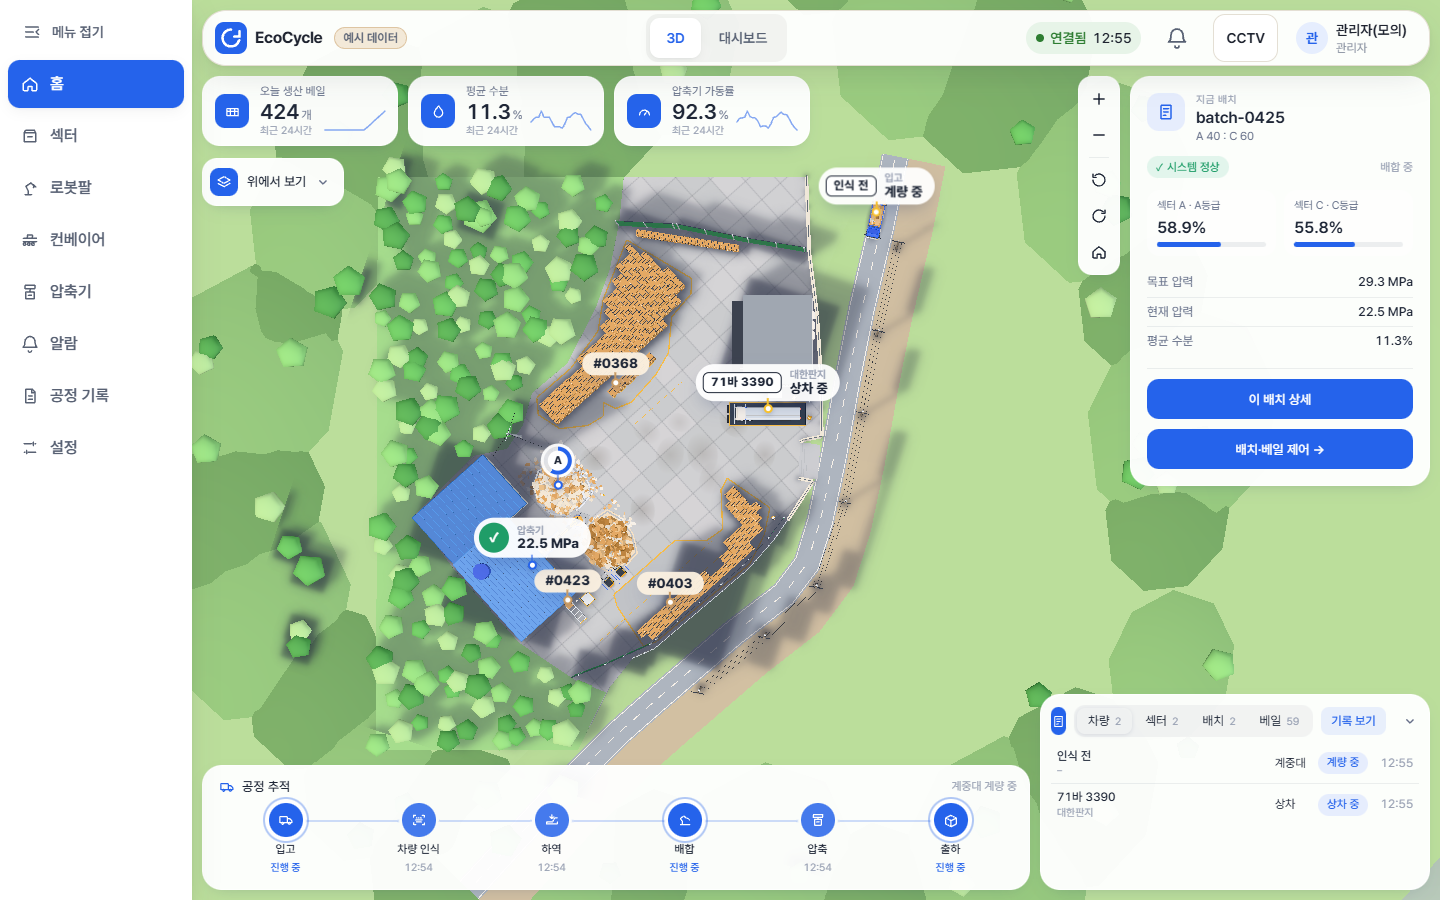 메뉴 접기
홈
섹터
로봇팔
컨베이어
압축기
알람
공정 기록
설정
EcoCycle
예시 데이터
3D
대시보드
연결됨 12:55
CCTV
관
관리자(모의)
관리자
오늘 생산 베일
424개
최근 24시간
평균 수분
11.3%
최근 24시간
압축기 가동률
92.3%
최근 24시간
위에서 보기
인식 전
입고
계량 중
#0368
71바 3390
대한판지
상차 중
A
압축기
22.5 MPa
#0423
#0403
지금 배치
batch-0425
A 40 : C 60
✓ 시스템 정상
배합 중
섹터 A · A등급
58.9%
섹터 C · C등급
55.8%
목표 압력 29.3 MPa
현재 압력 22.5 MPa
평균 수분 11.3%
이 배치 상세
배치·베일 제어 →
공정 추적
계중대 계량 중
입고
진행 중
차량 인식
12:54
하역
12:54
배합
진행 중
압축
12:54
출하
진행 중
차량 2
섹터 2
배치 2
베일 59
기록 보기
인식 전
–
계중대
계량 중
12:55
71바 3390
대한판지
상차
상차 중
12:55